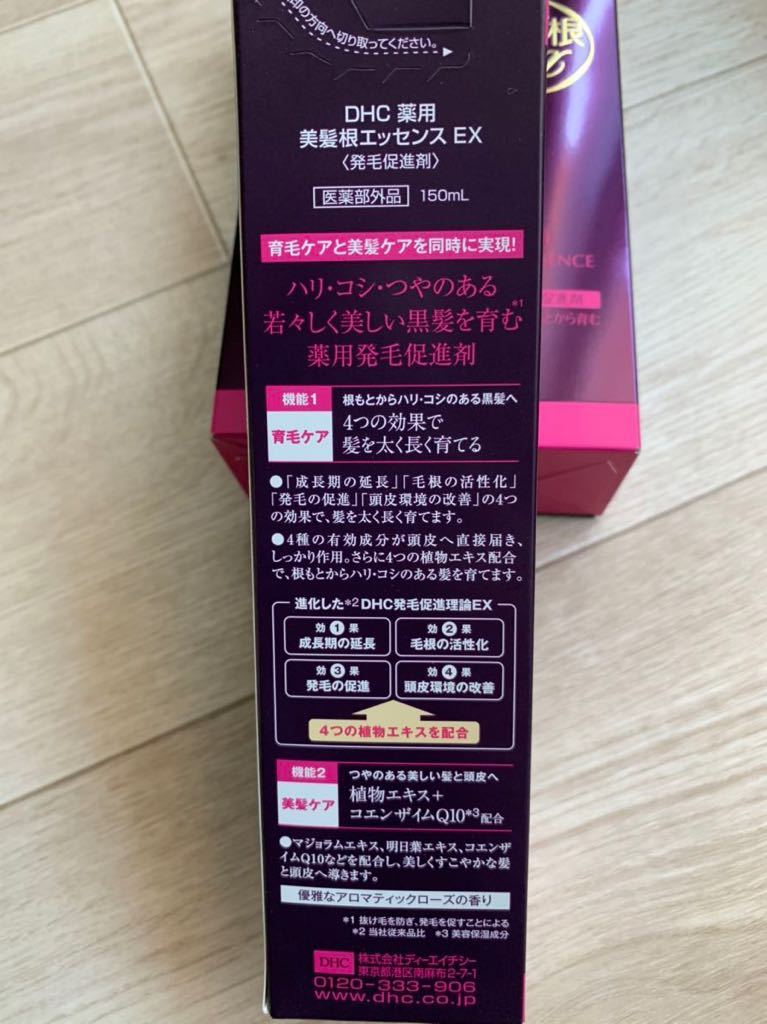 印の方向へ切り取ってください。
DHC 薬用
美髪根エッセンス EX
〈発毛促進剤〉
医薬部外品 150mL
育毛ケアと美髪ケアを同時に実現!
ハリ・コシ・つやのある
若々しく美しい黒髪を育む*1
薬用発毛促進剤
機能1 根もとからハリ・コシのある黒髪へ
育毛ケア 4つの効果で
髪を太く長く育てる
●「成長期の延長」「毛根の活性化」
「発毛の促進」「頭皮環境の改善」の4つ
の効果で、髪を太く長く育てます。
●4種の有効成分が頭皮へ直接届き、
しっかり作用。さらに4つの植物エキス配合
で、根もとからハリ・コシのある髪を育てます。
進化した*2 DHC発毛促進理論EX
効1果 成長期の延長
効2果 毛根の活性化
効3果 発毛の促進
効4果 頭皮環境の改善
4つの植物エキスを配合
機能2 つやのある美しい髪と頭皮へ
美髪ケア 植物エキス+
コエンザイムQ10*3配合
●マジョラムエキス、明日葉エキス、コエンザ
イムQ10などを配合し、美しくすこやかな髪
と頭皮へ導きます。
優雅なアロマティックローズの香り
*1 抜け毛を防ぎ、発毛を促すことによる
*2 当社従来品比 *3 美容保湿成分
DHC 株式会社ディーエイチシー
東京都港区南麻布2-7-1
0120-333-906
www.dhc.co.jp
根
ENCE
進剤
とから育む